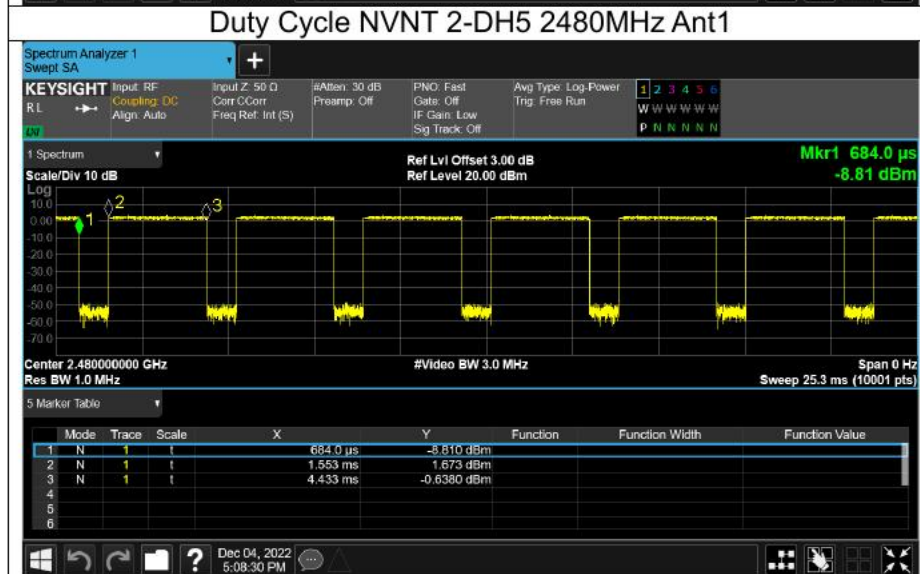 Duty Cycle NVNT 2-DH5 2480MHz Ant1
Spectrum Analyzer 1
Swept SA
+
KEYSIGHT Input: RF Input Z: 50 Ω #Atten: 30 dB PNO: Fast Avg Type: Log-Power 1 2 3 4 5 6
RL Coupling: DC Corr CCorr Preamp: Off Gate: Off Trig: Free Run W W W W W W
Align: Auto Freq Ref: Int (S) IF Gain: Low
Sig Track: Off P N N N N N
1 Spectrum Ref Lvl Offset 3.00 dB Mkr1 684.0 µs
Scale/Div 10 dB Ref Level 20.00 dBm -8.81 dBm
Log
10.0
0.00
-10.0
-20.0
-30.0
-40.0
-50.0
-60.0
-70.0
1
2
3
Center 2.480000000 GHz #Video BW 3.0 MHz Span 0 Hz
Res BW 1.0 MHz Sweep 25.3 ms (10001 pts)
5 Marker Table
Mode Trace Scale X Y Function Function Width Function Value
1 N 1 t 684.0 µs -8.810 dBm
2 N 1 t 1.553 ms 1.673 dBm
3 N 1 t 4.433 ms -0.6380 dBm
4
5
6
? Dec 04, 2022
5:08:30 PM